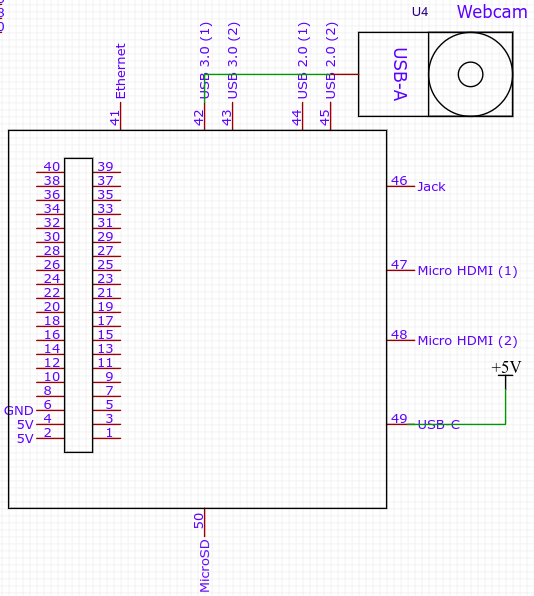 U4
Webcam
USB-A
Ethernet
41
USB 3.0 (1)
42
USB 3.0 (2)
43
USB 2.0 (1)
44
USB 2.0 (2)
45
40 39
38 37
36 35
34 33
32 31
30 29
28 27
26 25
24 23
22 21
20 19
18 17
16 15
14 13
12 11
10 9
8 7
GND 6 5
5V 4 3
5V 2 1
46 Jack
47 Micro HDMI (1)
48 Micro HDMI (2)
+5V
49 USB-C
50
MicroSD